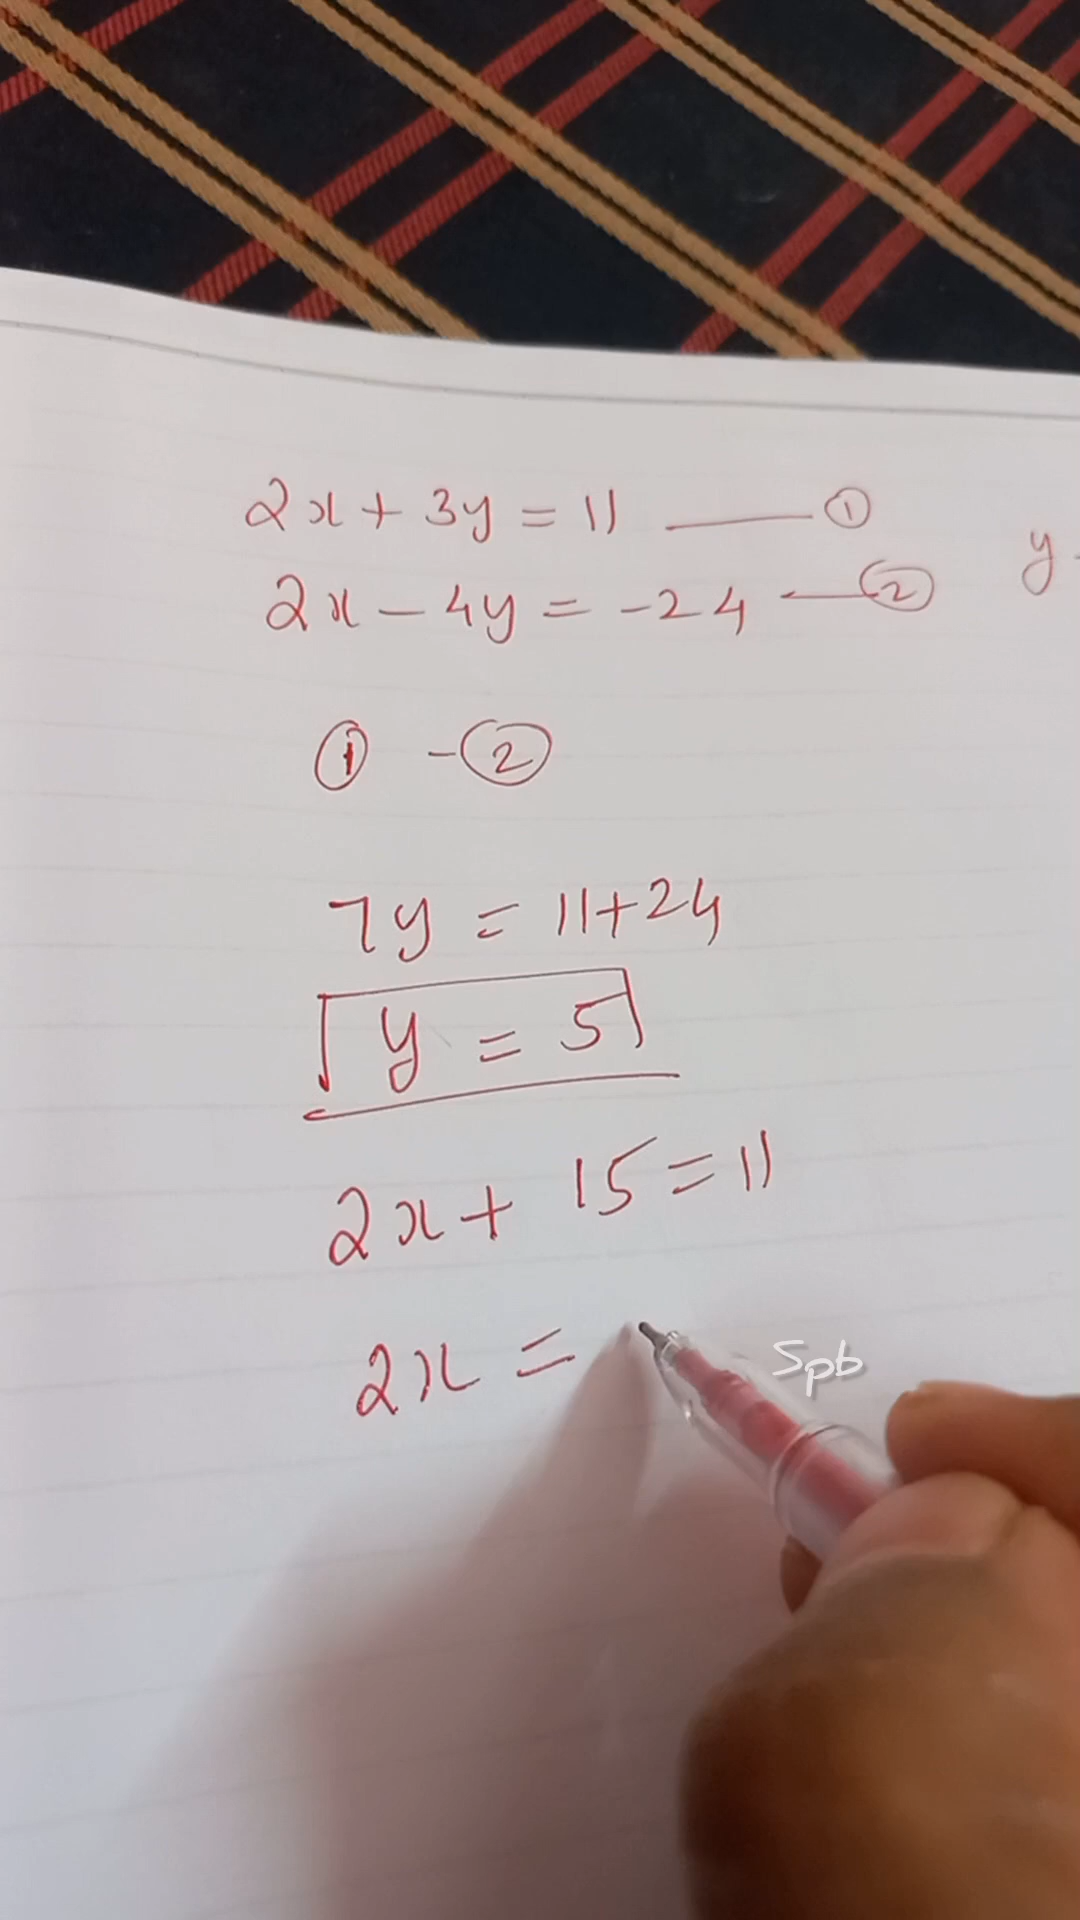 2x + 3y = 11 —— ①
y
2x - 4y = -24 — ②
① - ②
7y = 11+24
y = 5
2x + 15 = 11
2x =
Spb